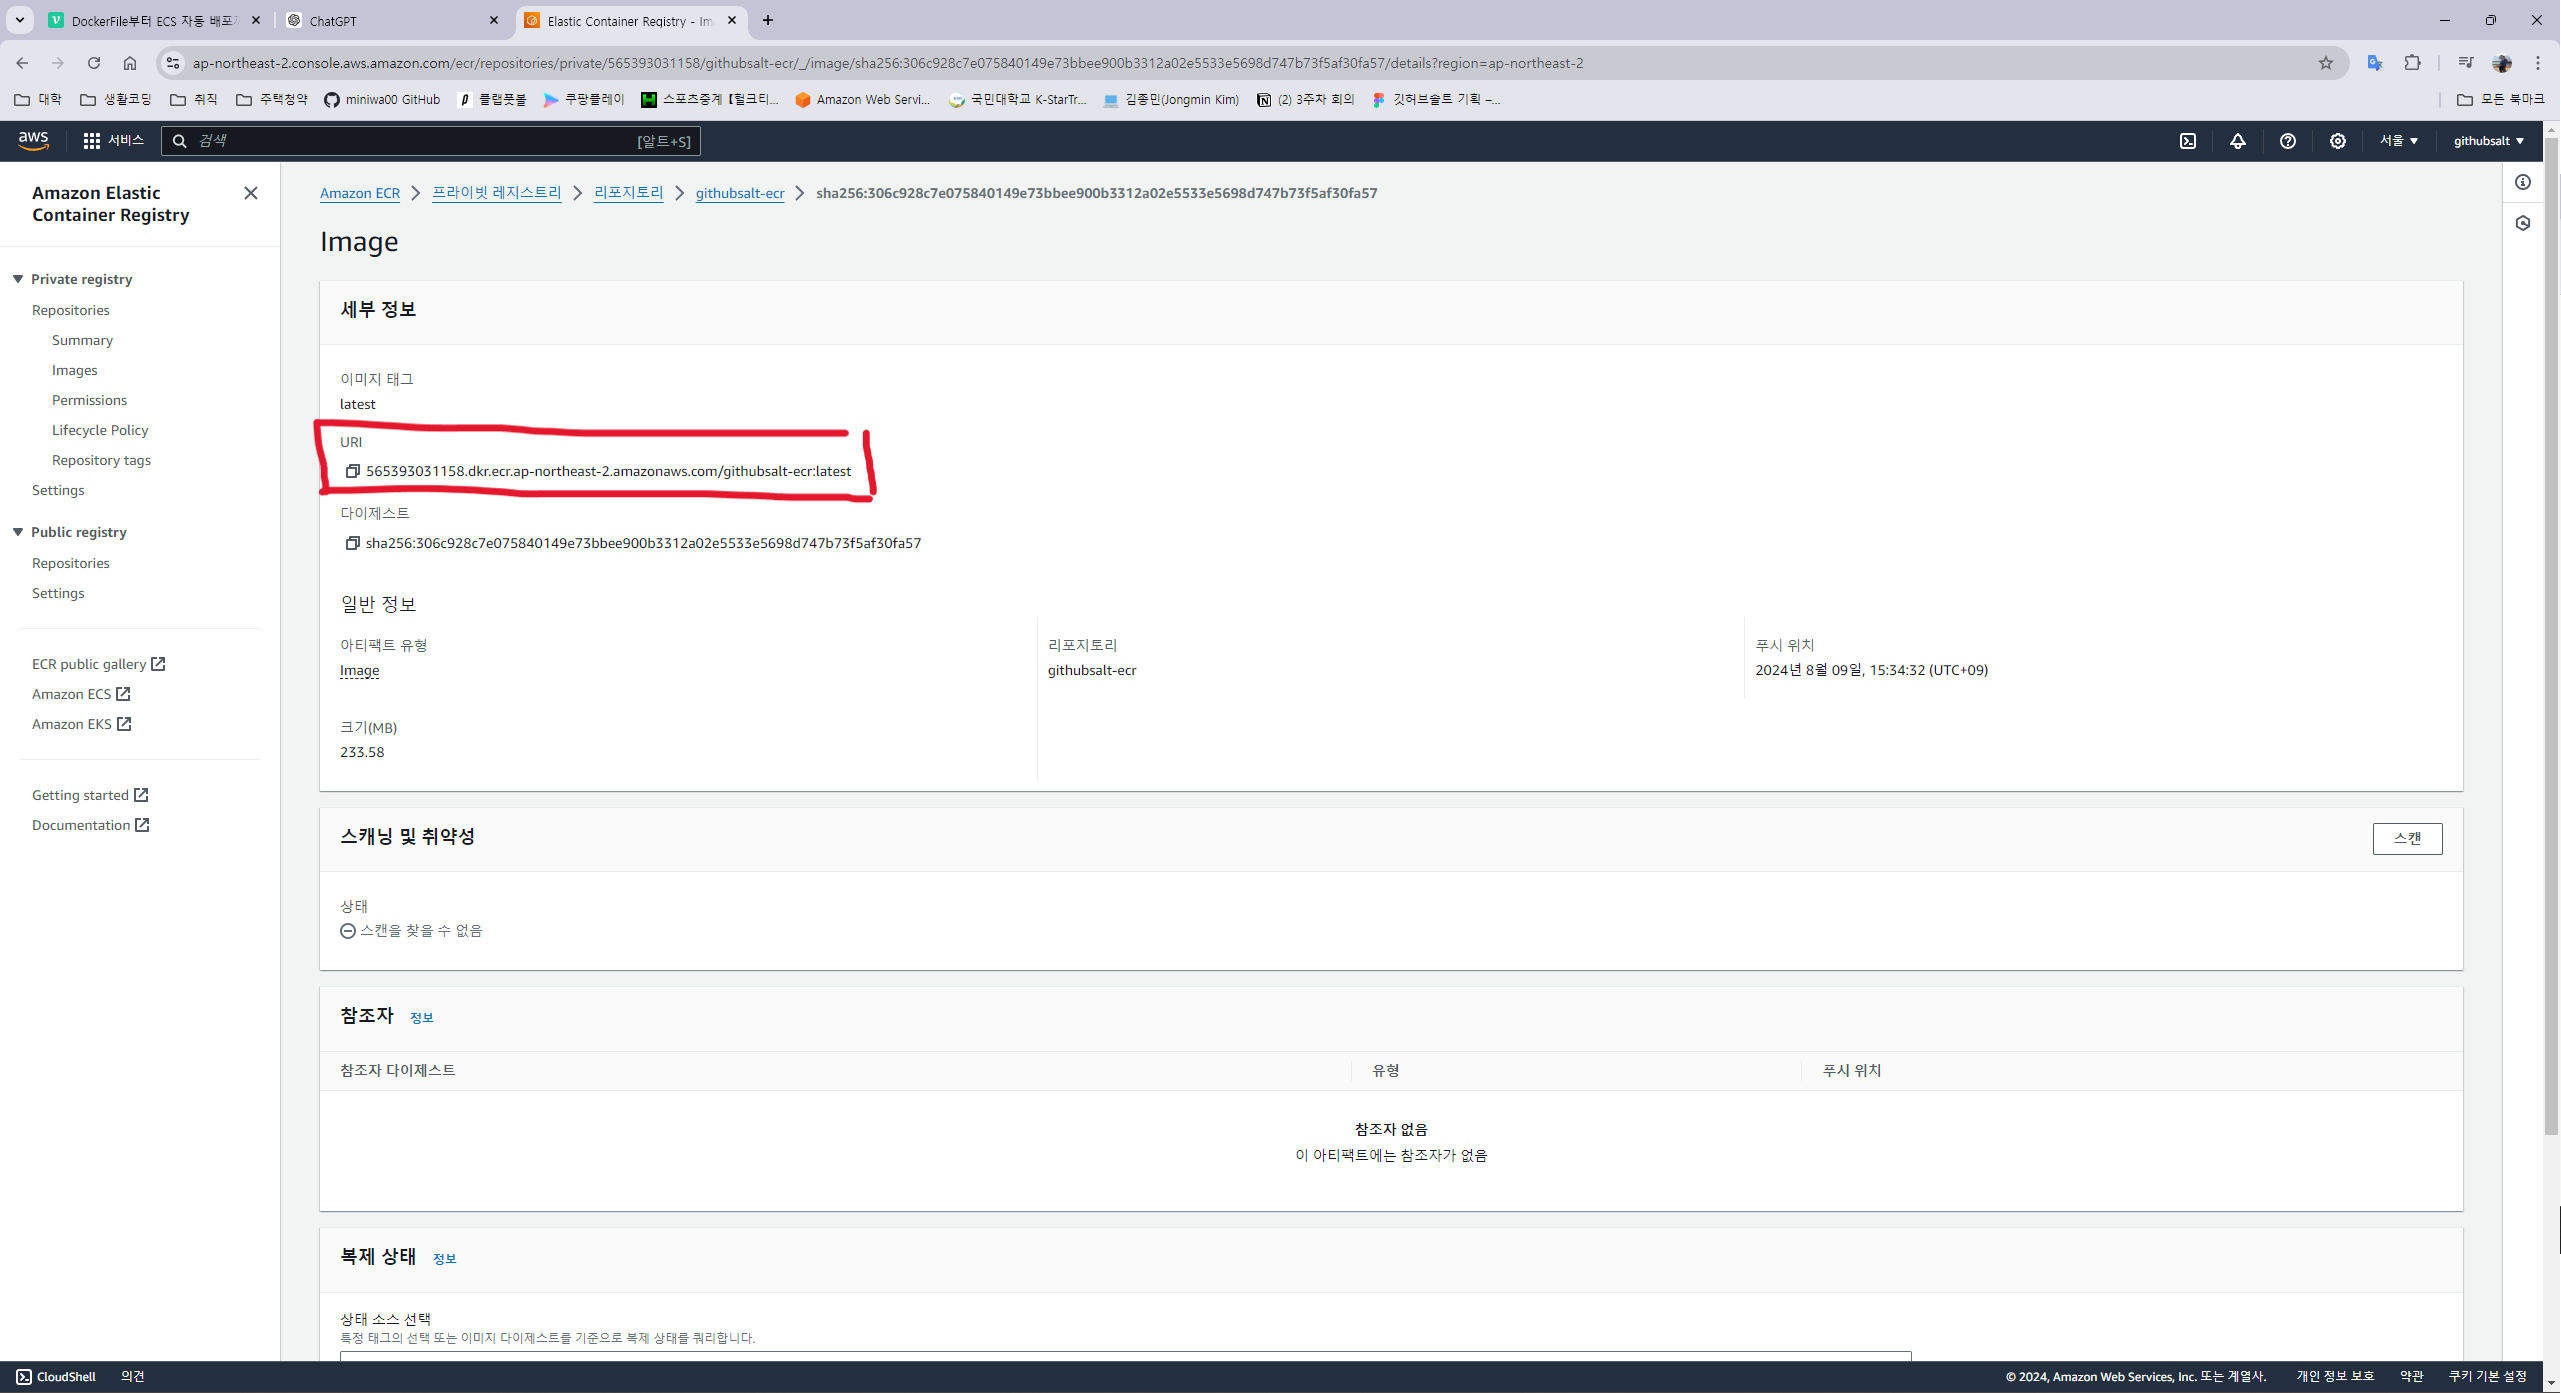 DockerFile부터 ECS 자동 배포
ChatGPT
Elastic Container Registry - Im
ap-northeast-2.console.aws.amazon.com/ecr/repositories/private/565393031158/githubsalt-ecr/_/image/sha256:306c928c7e075840149e73bbee900b3312a02e5533e5698d747b73f5af30fa57/details?region=ap-northeast-2
대학
생활코딩
취직
주택청약
miniwa00 GitHub
플랩풋볼
쿠팡플레이
스포츠중계【헐크티...
Amazon Web Servi...
국민대학교 K-StarTr...
김종민(Jongmin Kim)
(2) 3주차 회의
깃허브솔트 기획 –...
모든 북마크
aws
서비스
검색
[알트+S]
서울
githubsalt
Amazon Elastic
Container Registry
Private registry
Repositories
Summary
Images
Permissions
Lifecycle Policy
Repository tags
Settings
Public registry
Repositories
Settings
ECR public gallery
Amazon ECS
Amazon EKS
Getting started
Documentation
Amazon ECR
프라이빗 레지스트리
리포지토리
githubsalt-ecr
sha256:306c928c7e075840149e73bbee900b3312a02e5533e5698d747b73f5af30fa57
Image
세부 정보
이미지 태그
latest
URI
565393031158.dkr.ecr.ap-northeast-2.amazonaws.com/githubsalt-ecr:latest
다이제스트
sha256:306c928c7e075840149e73bbee900b3312a02e5533e5698d747b73f5af30fa57
일반 정보
아티팩트 유형
Image
리포지토리
githubsalt-ecr
푸시 위치
2024년 8월 09일, 15:34:32 (UTC+09)
크기(MB)
233.58
스캐닝 및 취약성
스캔
상태
스캔을 찾을 수 없음
참조자
정보
참조자 다이제스트
유형
푸시 위치
참조자 없음
이 아티팩트에는 참조자가 없음
복제 상태
정보
상태 소스 선택
특정 태그의 선택 또는 이미지 다이제스트를 기준으로 복제 상태를 쿼리합니다.
CloudShell
의견
© 2024, Amazon Web Services, Inc. 또는 계열사.
개인 정보 보호
약관
쿠키 기본 설정